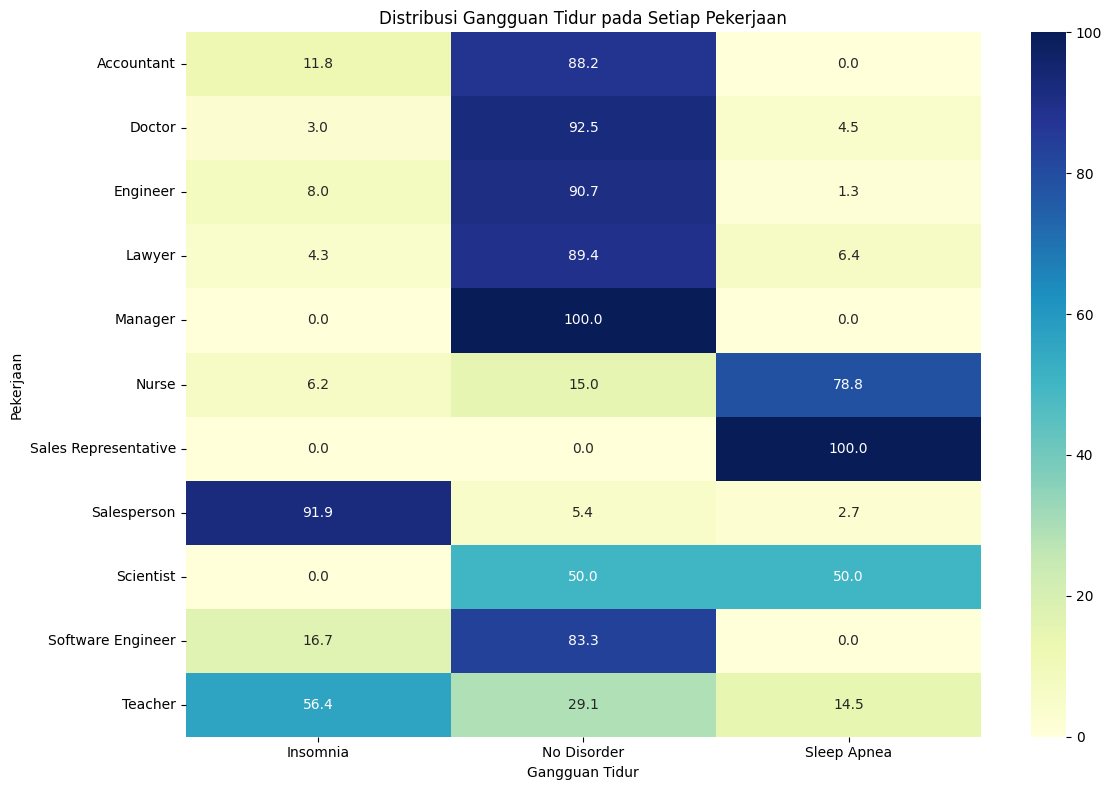 Distribusi Gangguan Tidur pada Setiap Pekerjaan
Accountant 11.8 88.2 0.0
Doctor 3.0 92.5 4.5
Engineer 8.0 90.7 1.3
Lawyer 4.3 89.4 6.4
Manager 0.0 100.0 0.0
Nurse 6.2 15.0 78.8
Sales Representative 0.0 0.0 100.0
Salesperson 91.9 5.4 2.7
Scientist 0.0 50.0 50.0
Software Engineer 16.7 83.3 0.0
Teacher 56.4 29.1 14.5
Insomnia No Disorder Sleep Apnea
Gangguan Tidur
Pekerjaan
100
80
60
40
20
0